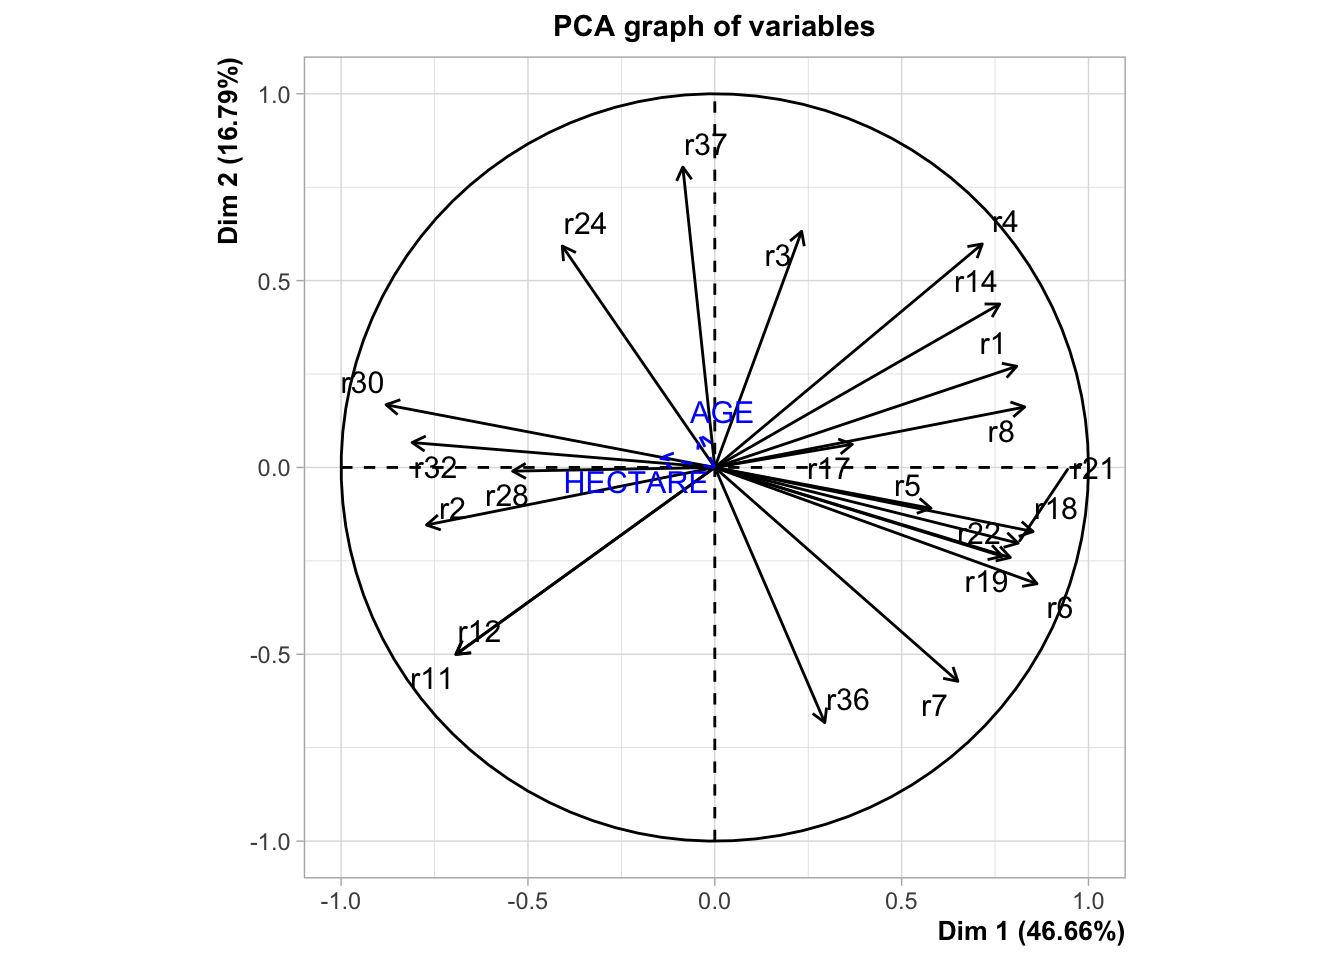 PCA graph of variables
Dim 2 (16.79%)
1.0
0.5
0.0
-0.5
-1.0
r37
r24
r4
r3
r14
r1
r30
AGE
r8
r32
r17
r21
HECTARE
r5
r28
r2
r18
r22
r19
r6
r12
r11
r36
r7
-1.0
-0.5
0.0
0.5
1.0
Dim 1 (46.66%)